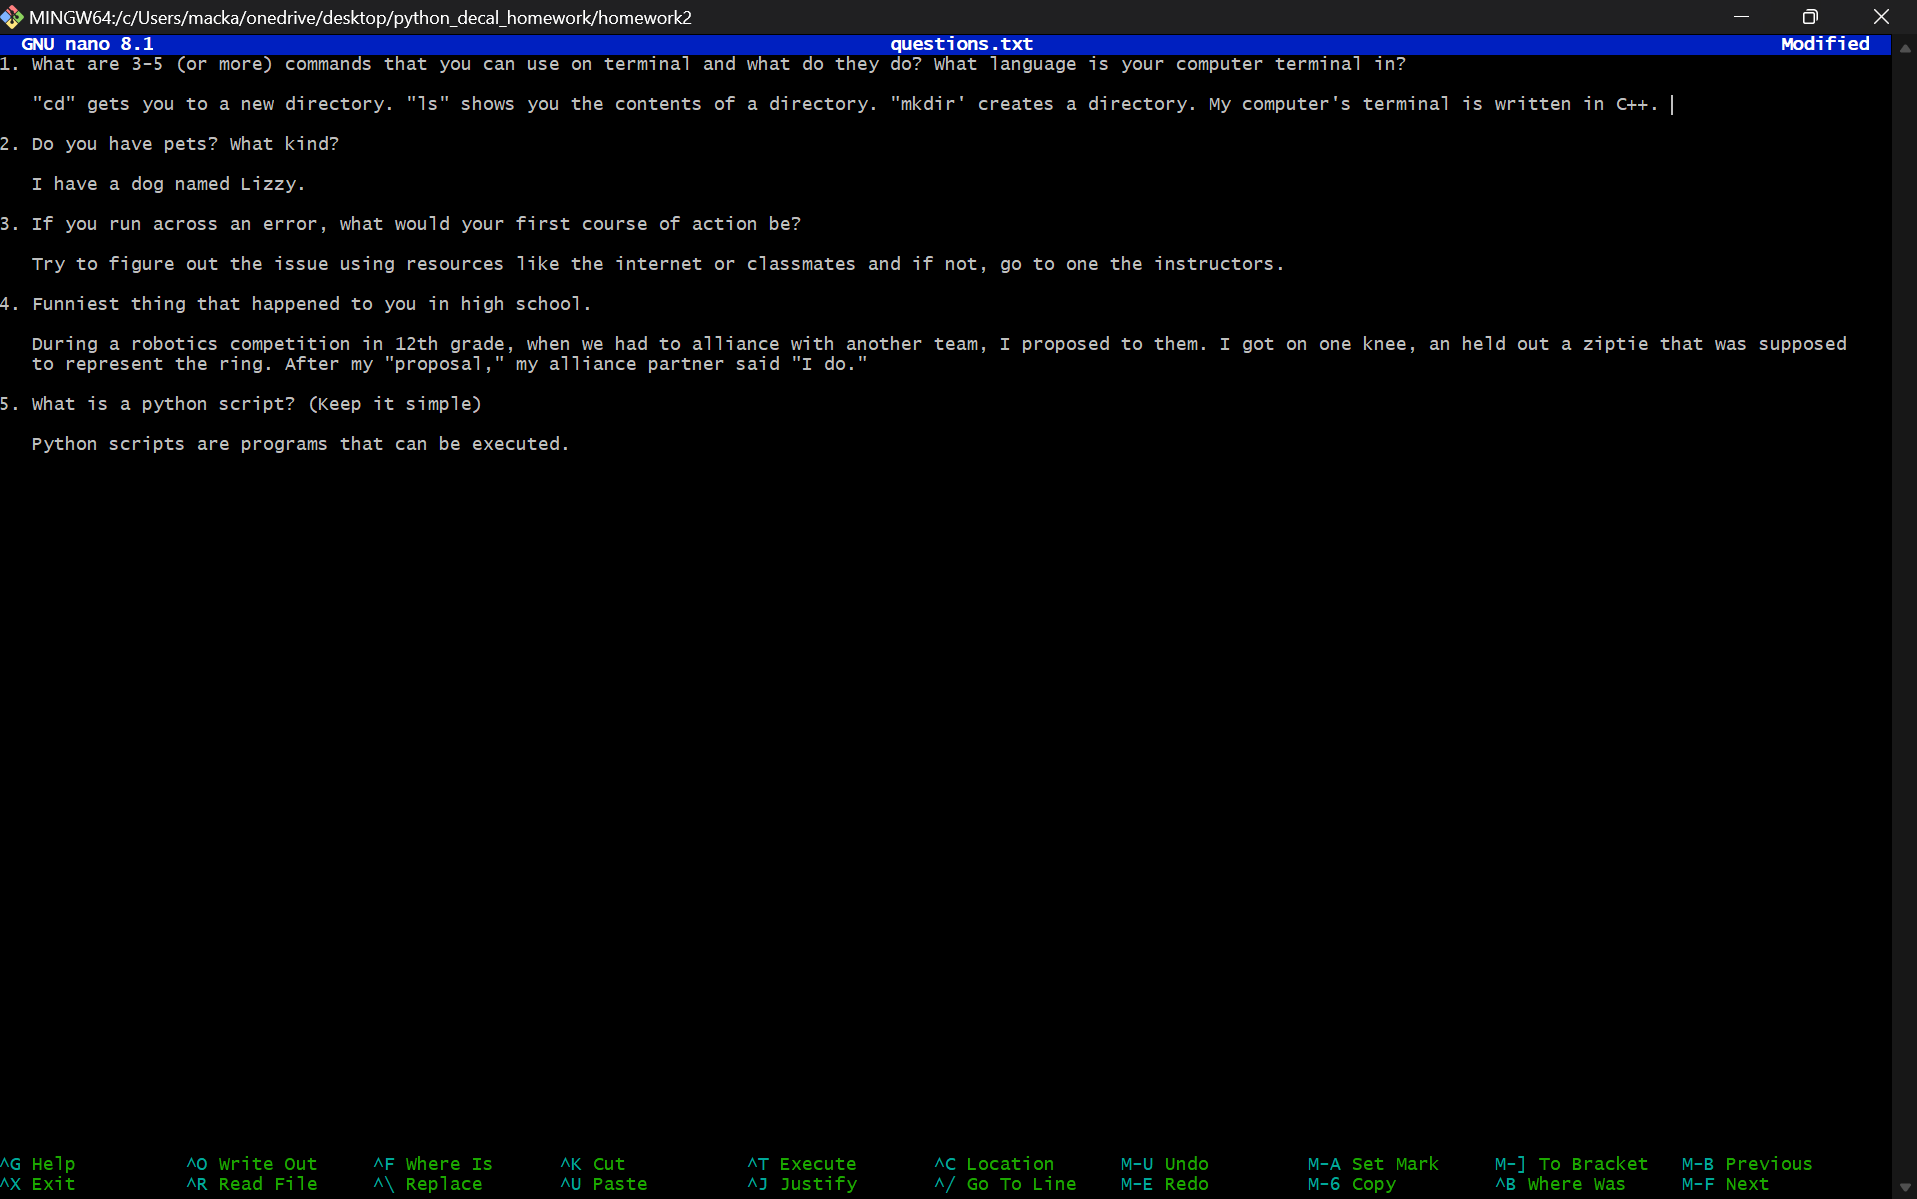 MINGW64:/c/Users/macka/onedrive/desktop/python_decal_homework/homework2
GNU nano 8.1 questions.txt Modified
1. What are 3-5 (or more) commands that you can use on terminal and what do they do? What language is your computer terminal in?
"cd" gets you to a new directory. "ls" shows you the contents of a directory. "mkdir' creates a directory. My computer's terminal is written in C++.
2. Do you have pets? What kind?
I have a dog named Lizzy.
3. If you run across an error, what would your first course of action be?
Try to figure out the issue using resources like the internet or classmates and if not, go to one the instructors.
4. Funniest thing that happened to you in high school.
During a robotics competition in 12th grade, when we had to alliance with another team, I proposed to them. I got on one knee, an held out a ziptie that was supposed
to represent the ring. After my "proposal," my alliance partner said "I do."
5. What is a python script? (Keep it simple)
Python scripts are programs that can be executed.
^G Help ^O Write Out ^F Where Is ^K Cut ^T Execute ^C Location M-U Undo M-A Set Mark M-] To Bracket M-B Previous
^X Exit ^R Read File ^\ Replace ^U Paste ^J Justify ^/ Go To Line M-E Redo M-6 Copy ^B Where Was M-F Next